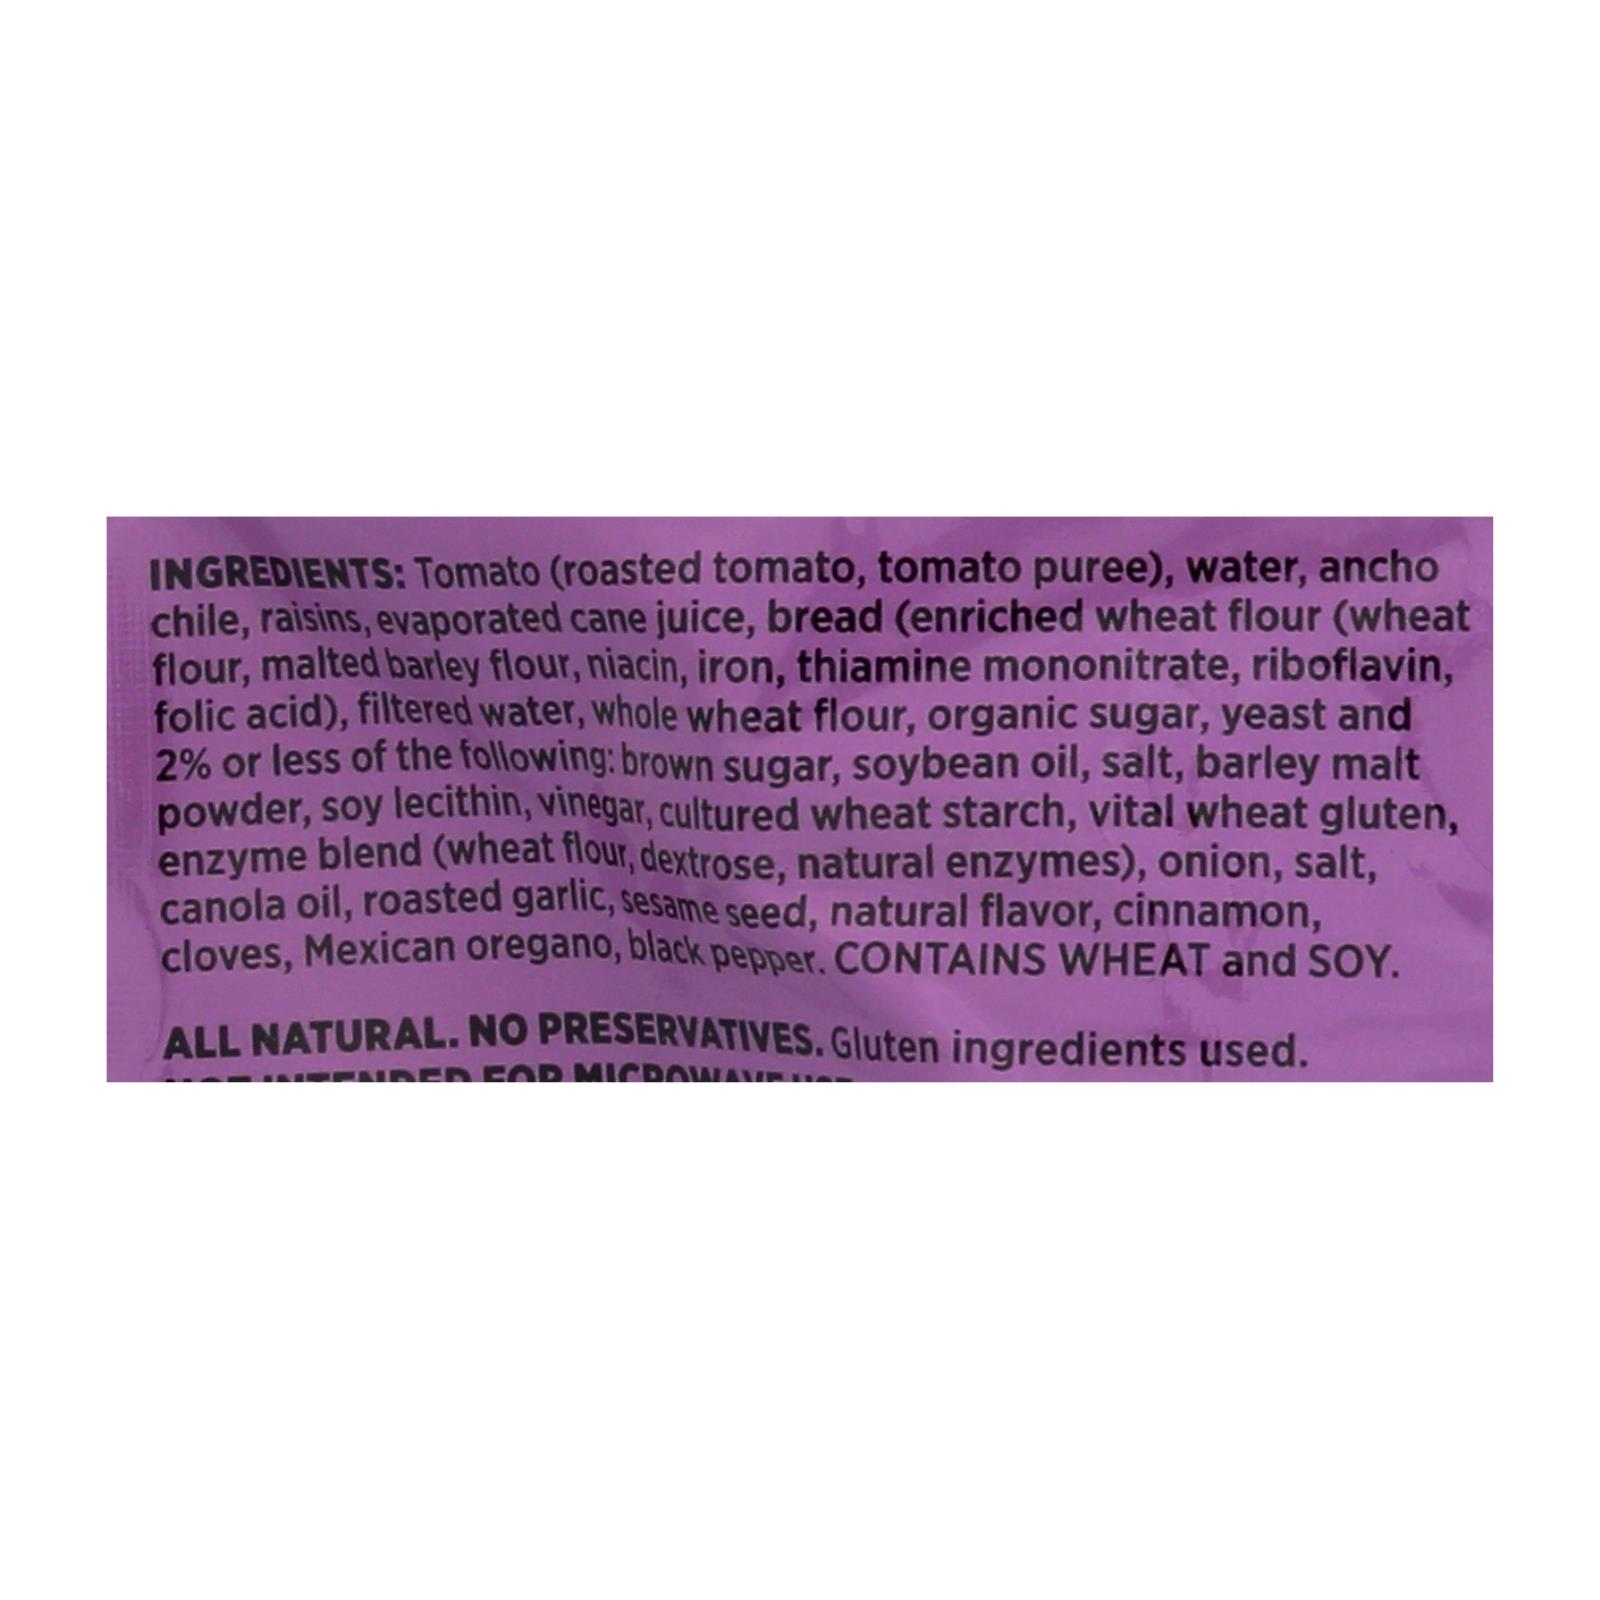 INGREDIENTS: Tomato (roasted tomato, tomato puree), water, ancho
chile, raisins, evaporated cane juice, bread (enriched wheat flour (wheat
flour, malted barley flour, niacin, iron, thiamine mononitrate, riboflavin,
folic acid), filtered water, whole wheat flour, organic sugar, yeast and
2% or less of the following: brown sugar, soybean oil, salt, barley malt
powder, soy lecithin, vinegar, cultured wheat starch, vital wheat gluten,
enzyme blend (wheat flour, dextrose, natural enzymes), onion, salt,
canola oil, roasted garlic, sesame seed, natural flavor, cinnamon,
cloves, Mexican oregano, black pepper. CONTAINS WHEAT and SOY.
ALL NATURAL. NO PRESERVATIVES. Gluten ingredients used.
NOT INTENDED FOR MICROWAVE USE